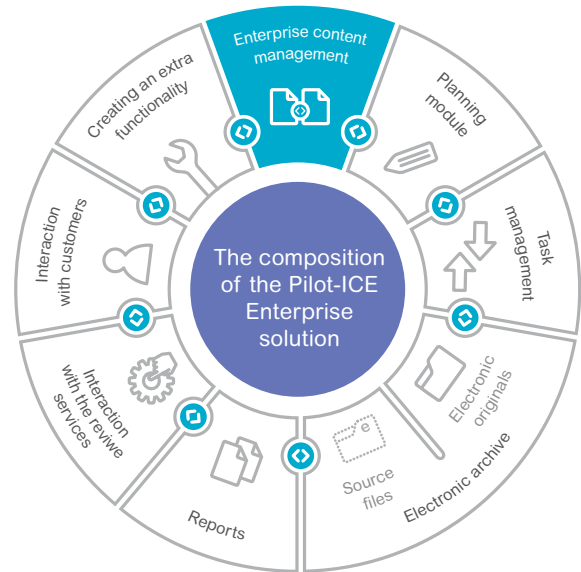 Enterprise content
management
Planning
module
Task
management
Electronic
originals
Electronic archive
Source
files
e
Reports
Interaction
with the reviwe
services
Interaction
with customers
Creating an extra
functionality
The composition
of the Pilot-ICE
Enterprise
solution